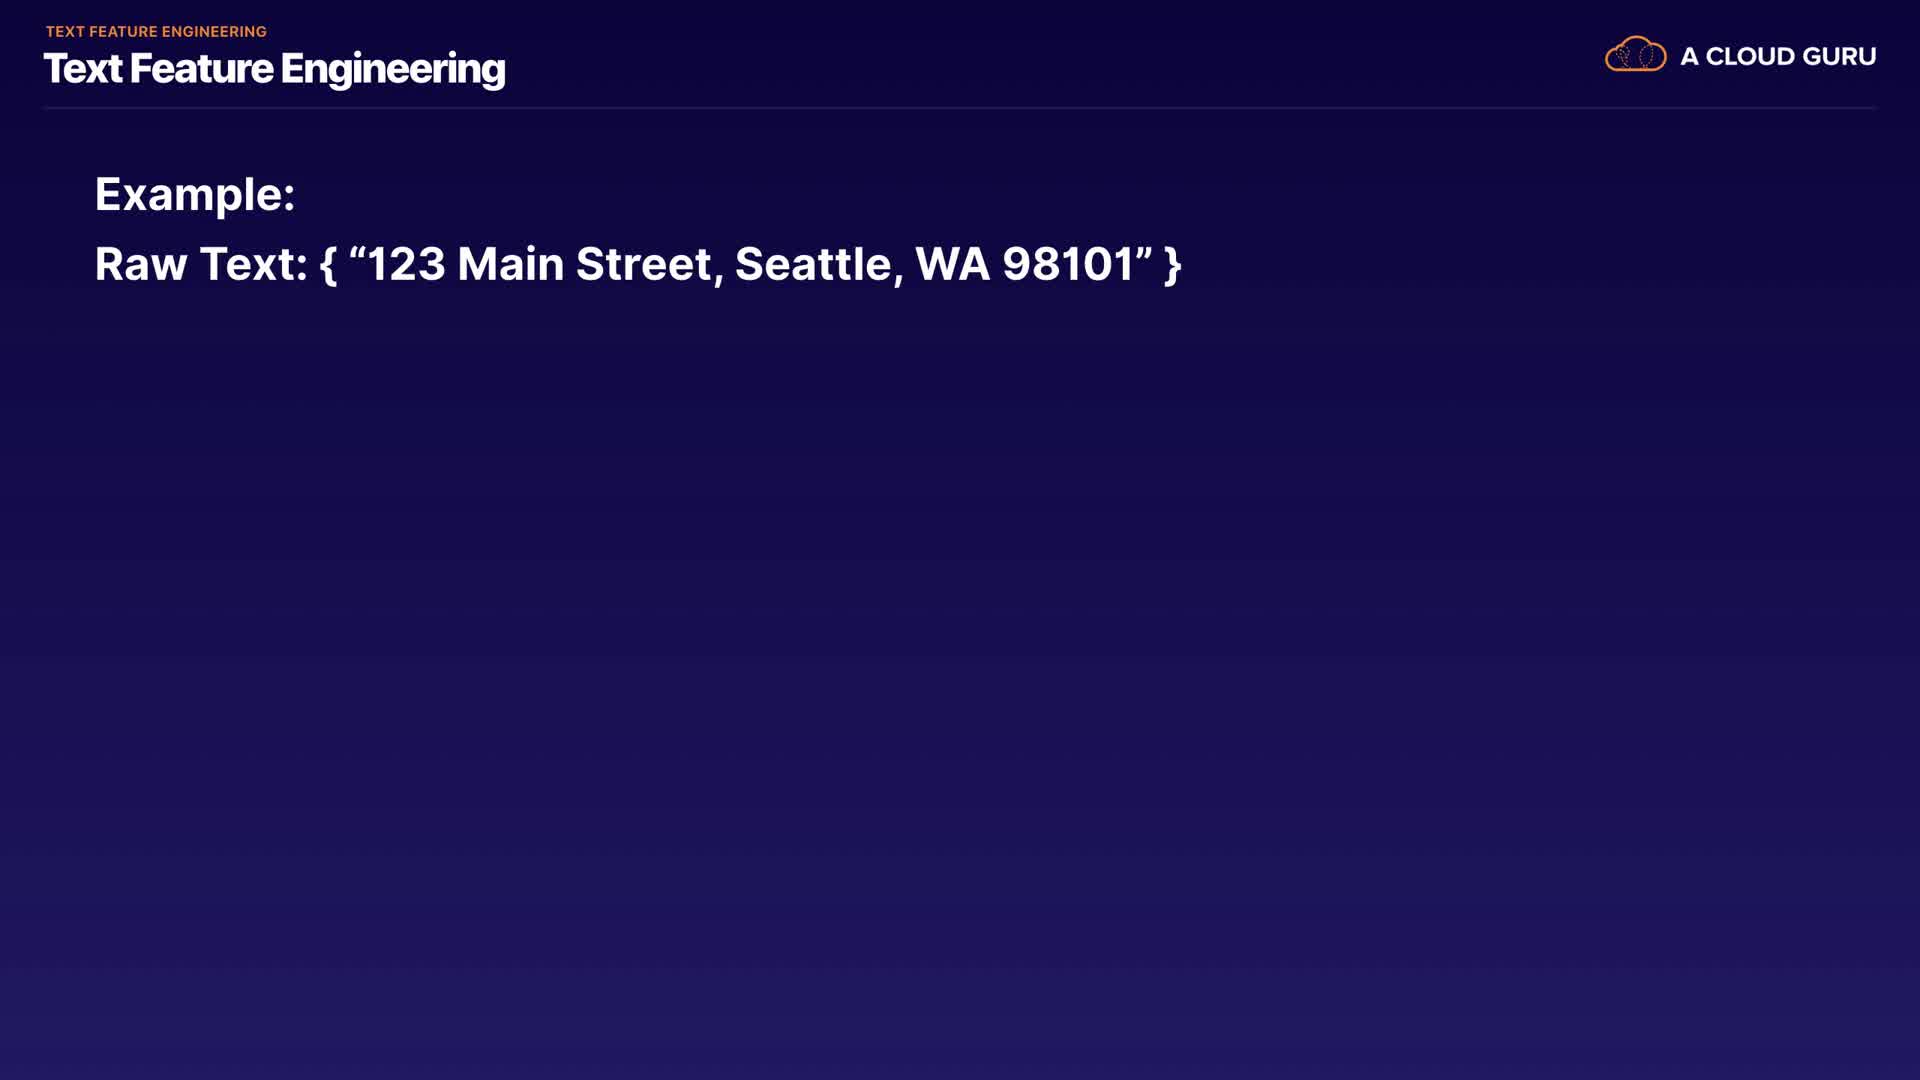 TEXT FEATURE ENGINEERING
Text Feature Engineering
A CLOUD GURU
Example:
Raw Text: { “123 Main Street, Seattle, WA 98101” }